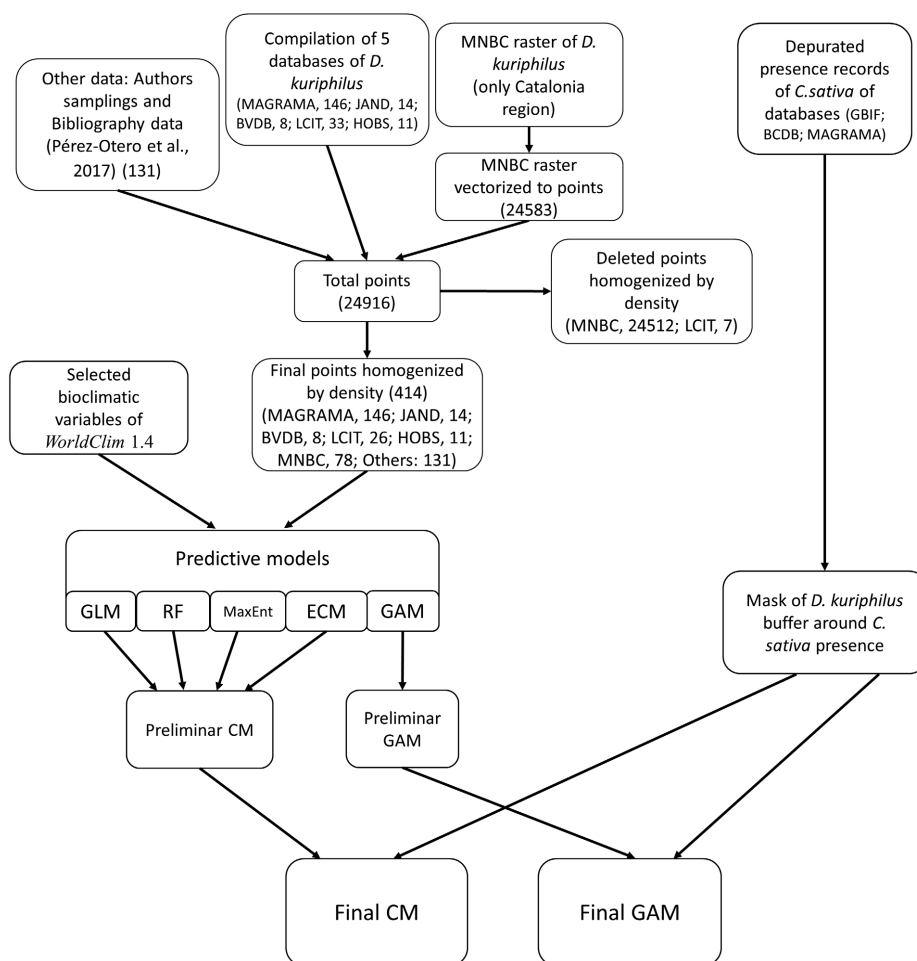 Other data: Authors
samplings and
Bibliography data
(Pérez-Otero et al.,
2017) (131)
Compilation of 5
databases of D.
kuriphilus
(MAGRAMA, 146; JAND, 14;
BVDB, 8; LCIT, 33; HOBS, 11)
MNBC raster of D.
kuriphilus
(only Catalonia
region)
Depurated
presence records
of C.sativa of
databases (GBIF;
BCDB; MAGRAMA)
MNBC raster
vectorized to points
(24583)
Total points
(24916)
Deleted points
homogenized by
density
(MNBC, 24512; LCIT, 7)
Selected
bioclimatic
variables of
WorldClim 1.4
Final points
homogenized
by density (414)
(MAGRAMA, 146; JAND, 14;
BVDB, 8; LCIT, 26; HOBS, 11;
MNBC, 78; Others: 131)
Predictive models
GLM
RF
MaxEnt
ECM
GAM
Mask of D. kuriphilus
buffer around C.
sativa presence
Preliminar CM
Preliminar
GAM
Final CM
Final GAM